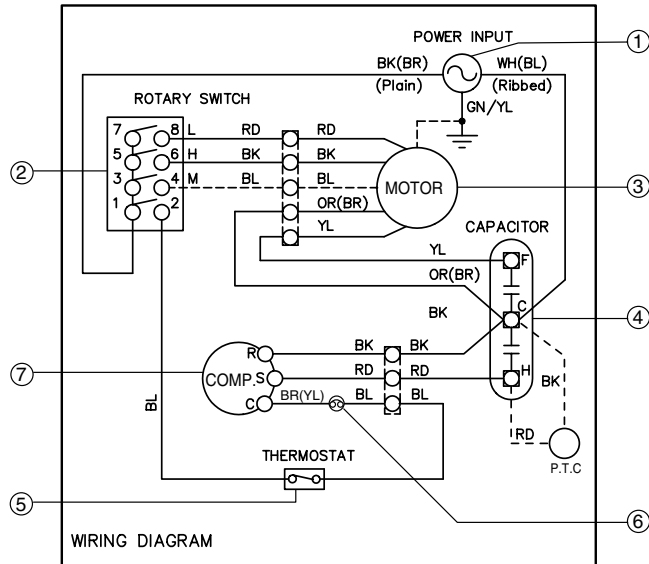 POWER INPUT
1
BK(BR)
(Plain)
WH(BL)
(Ribbed)
GN/YL
ROTARY SWITCH
7 8 L RD RD
5 6 H BK BK
3 4 M BL BL
1 2
2
MOTOR
3
OR(BR)
YL
CAPACITOR
YL
F
OR(BR)
C
BK
4
R BK BK
7
COMP. S RD RD H
BK
C BR(YL) BL BL
BL
RD
P.T.C
THERMOSTAT
5
6
WIRING DIAGRAM